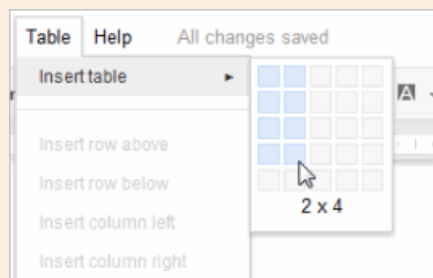 Table Help All changes saved
Insert table
Insert row above
Insert row below
2 x 4
Insert column left
Insert column right